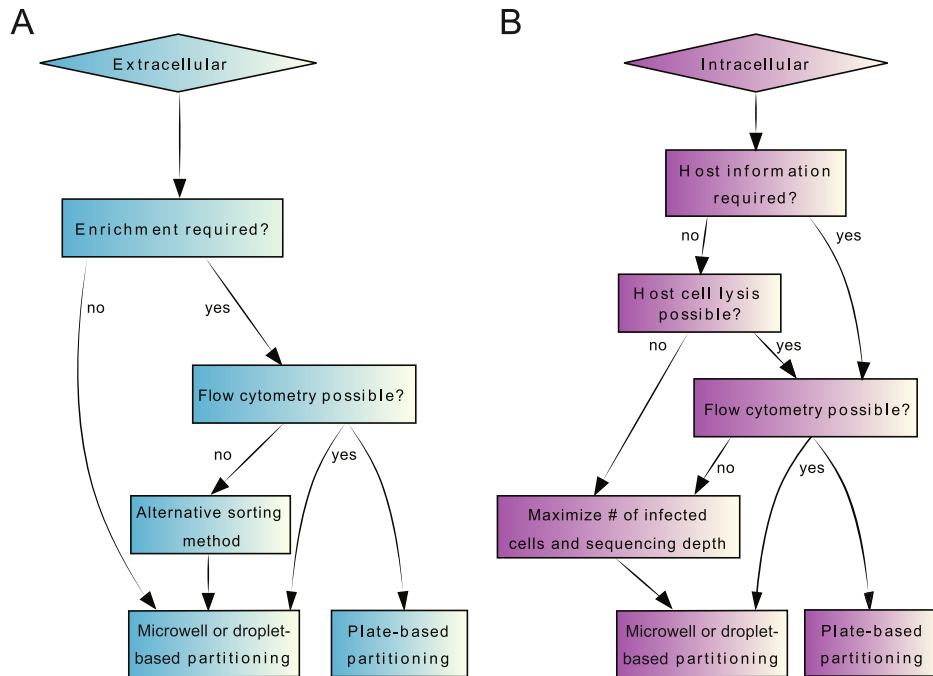 A
Extracellular
Enrichment required?
no
yes
Flow cytometry possible?
no
yes
Alternative sorting
method
Microwell or droplet-
based partitioning
Plate-based
partitioning
B
Intracellular
Host information
required?
no
yes
Host cell lysis
possible?
no
yes
Flow cytometry possible?
no
yes
Maximize # of infected
cells and sequencing depth
Microwell or droplet-
based partitioning
Plate-based
partitioning